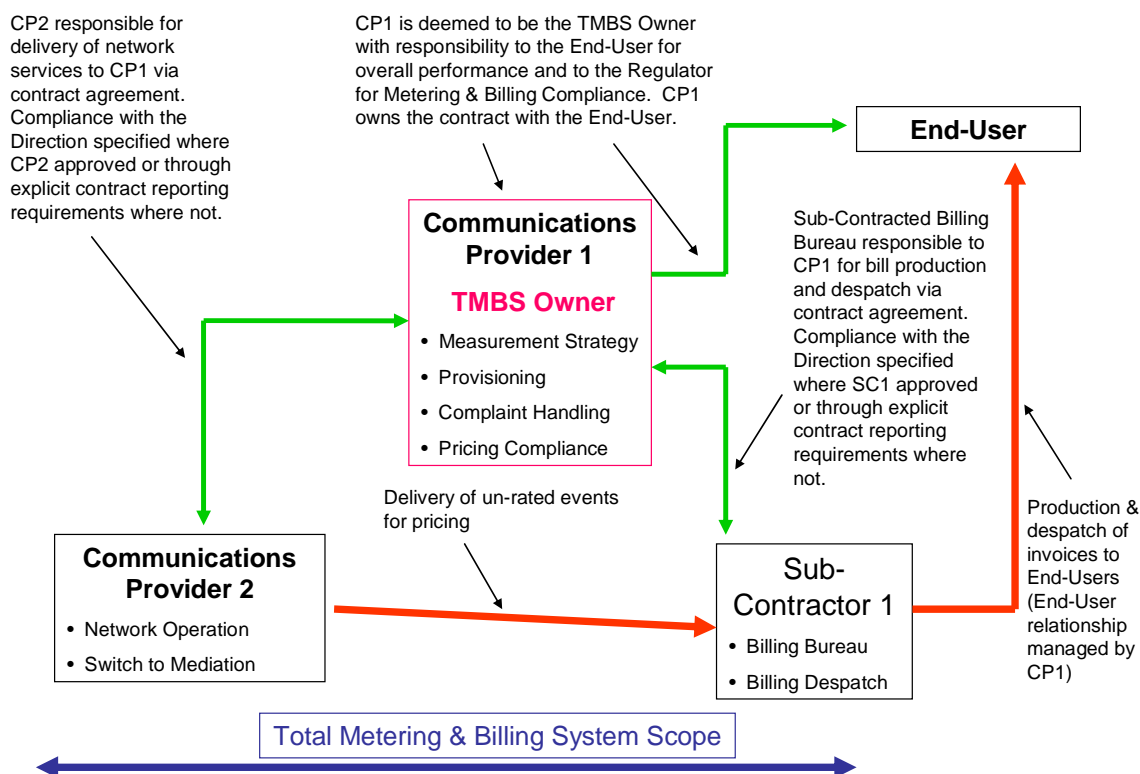 CP2 responsible for
delivery of network
services to CP1 via
contract agreement.
Compliance with the
Direction specified where
CP2 approved or through
explicit contract reporting
requirements where not.
CP1 is deemed to be the TMBS Owner
with responsibility to the End-User for
overall performance and to the Regulator
for Metering & Billing Compliance.  CP1
owns the contract with the End-User.
End-User
Communications
Provider 1
TMBS Owner
• Measurement Strategy
• Provisioning
• Complaint Handling
• Pricing Compliance
Sub-Contracted Billing
Bureau responsible to
CP1 for bill production
and despatch via
contract agreement.
Compliance with the
Direction specified
where SC1 approved
or through explicit
contract reporting
requirements where
not.
Delivery of un-rated events
for pricing
Production &
despatch of
invoices to
End-Users
(End-User
relationship
managed by
CP1)
Communications
Provider 2
• Network Operation
• Switch to Mediation
Sub-
Contractor 1
• Billing Bureau
• Billing Despatch
Total Metering & Billing System Scope